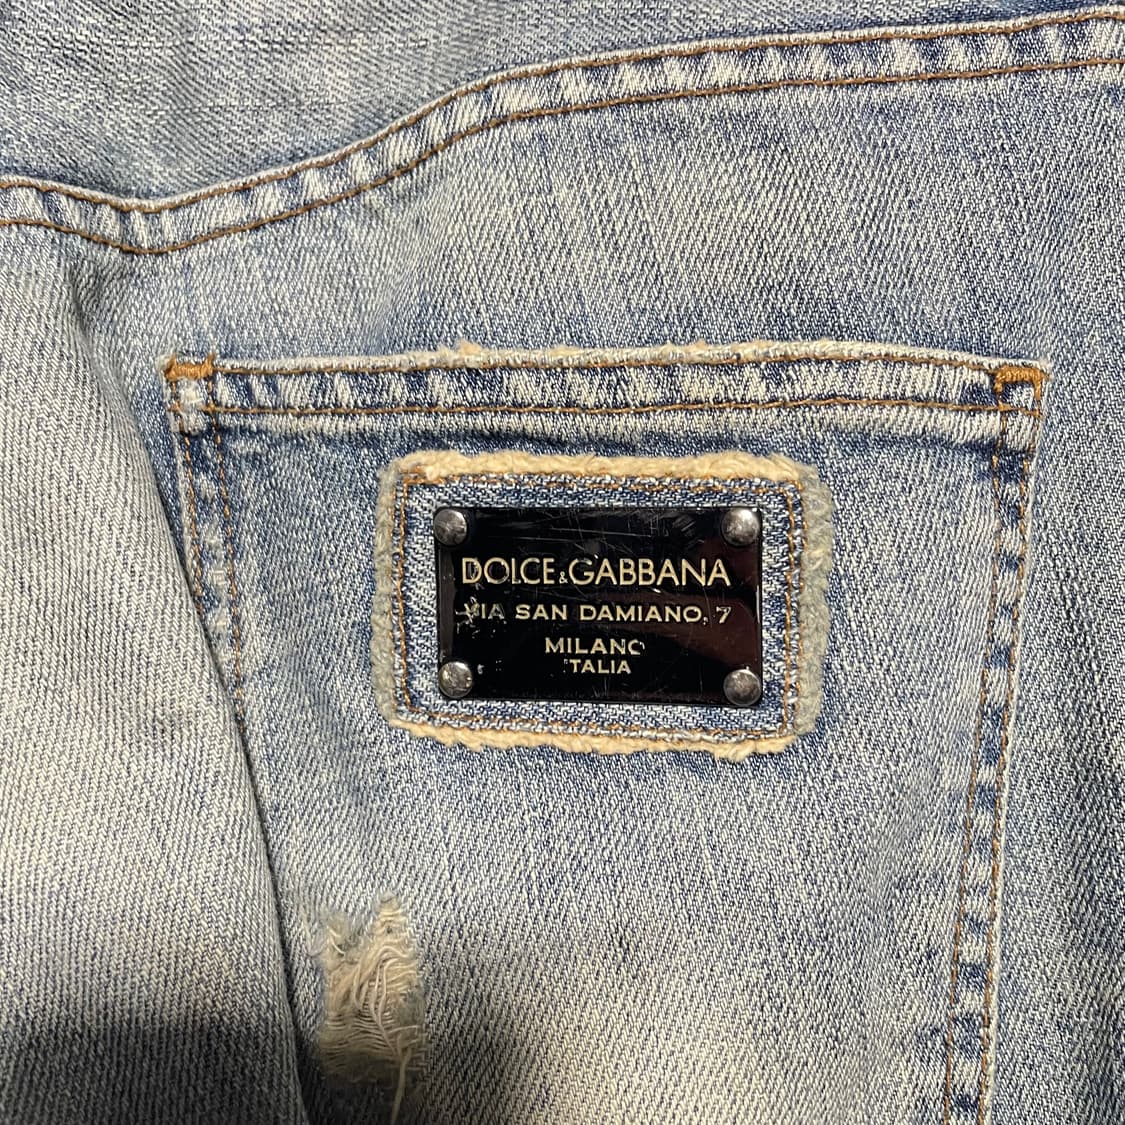 DOLCE&GABBANA
VIA SAN DAMIANO, 7
MILANO
ITALIA